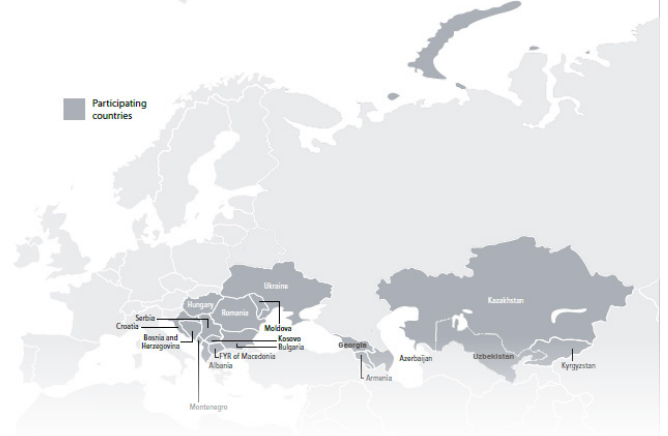 Participating
countries
Ukraine
Kazakhstan
Hungary
Romania
Serbia
Croatia
Moldova
Bosnia and
Herzegovina
Kosovo
Bulgaria
FYR of Macedonia
Albania
Georgia
Azerbaijan
Uzbekistan
Kyrgyzstan
Armenia
Montenegro